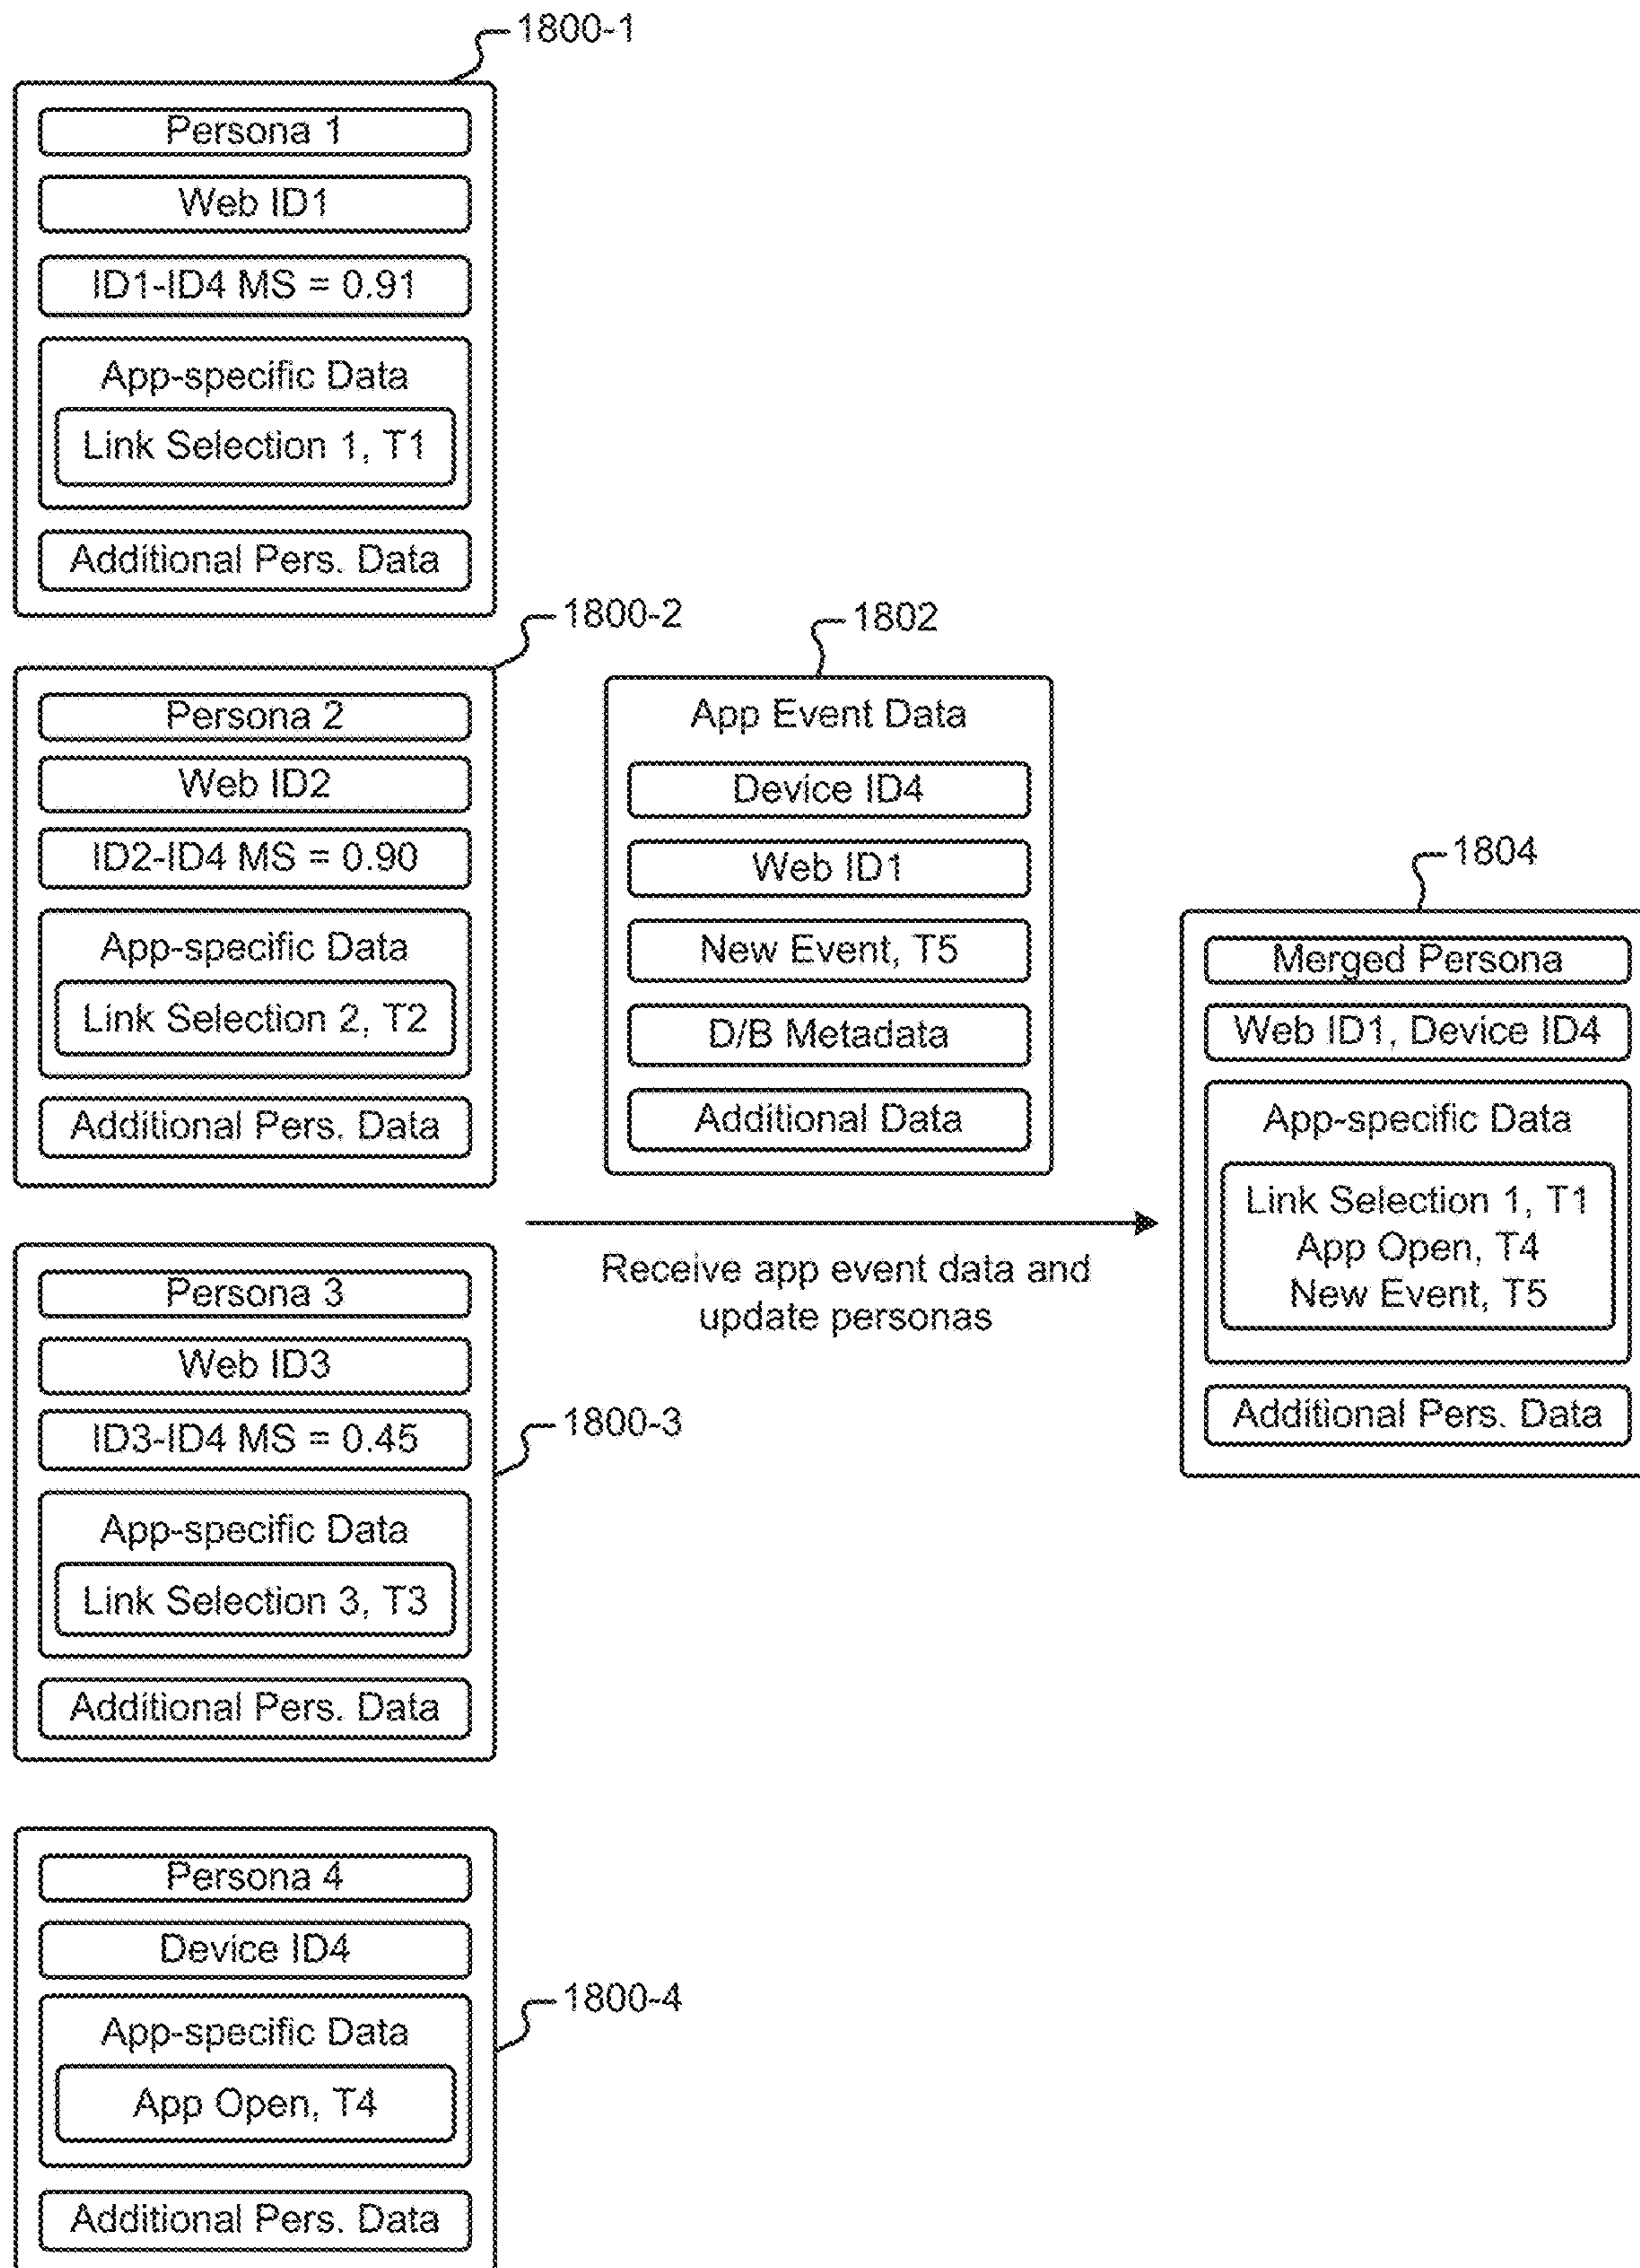 1800-1
Persona 1
Web ID1
ID1-ID4 MS = 0.91
App-specific Data
Link Selection 1, T1
Additional Pers. Data
1800-2
Persona 2
Web ID2
ID2-ID4 MS = 0.90
App-specific Data
Link Selection 2, T2
Additional Pers. Data
Persona 3
Web ID3
ID3-ID4 MS = 0.45
1800-3
App-specific Data
Link Selection 3, T3
Additional Pers. Data
Persona 4
Device ID4
1800-4
App-specific Data
App Open, T4
Additional Pers. Data
1802
App Event Data
Device ID4
Web ID1
New Event, T5
D/B Metadata
Additional Data
Receive app event data and
update personas
1804
Merged Persona
Web ID1, Device ID4
App-specific Data
Link Selection 1, T1
App Open, T4
New Event, T5
Additional Pers. Data